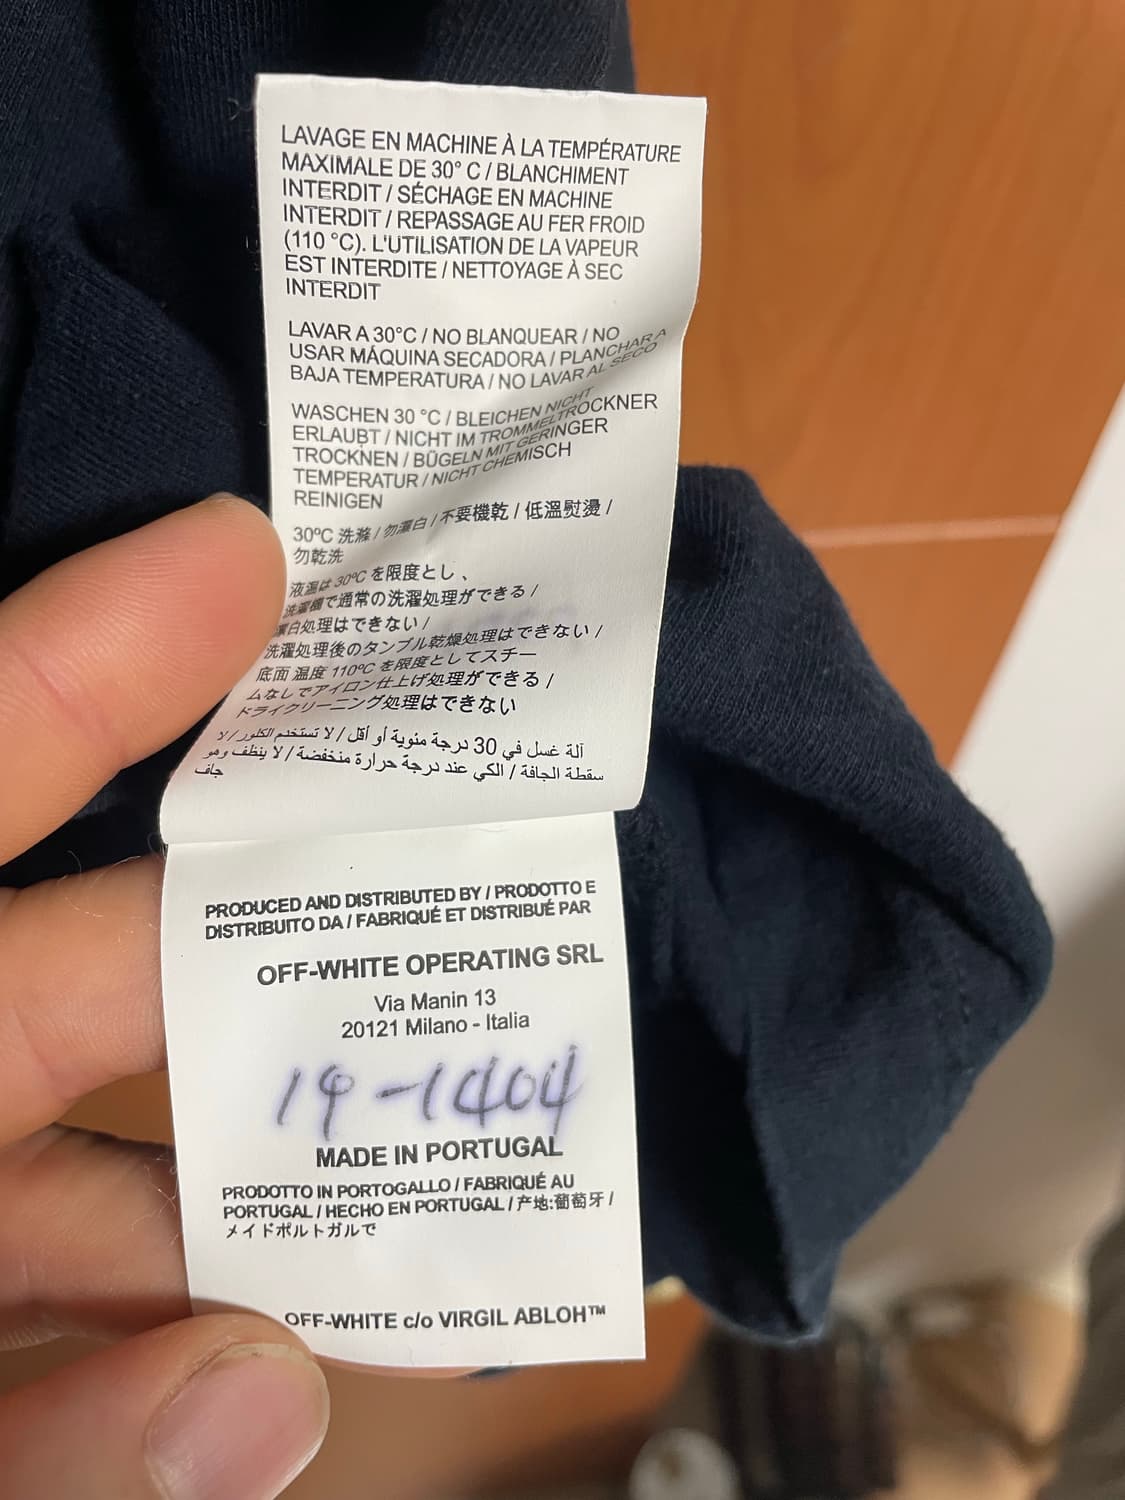 LAVAGE EN MACHINE À LA TEMPÉRATURE
MAXIMALE DE 30° C / BLANCHIMENT
INTERDIT / SÉCHAGE EN MACHINE
INTERDIT / REPASSAGE AU FER FROID
(110 °C). L'UTILISATION DE LA VAPEUR
EST INTERDITE / NETTOYAGE À SEC
INTERDIT
LAVAR A 30°C / NO BLANQUEAR / NO
USAR MÁQUINA SECADORA / PLANCHAR A
BAJA TEMPERATURA / NO LAVAR AL SECO
WASCHEN 30 °C / BLEICHEN NICHT
ERLAUBT / NICHT IM TROMMELTROCKNER
TROCKNEN / BÜGELN MIT GERINGER
TEMPERATUR / NICHT CHEMISCH
REINIGEN
30ºC 洗滌 / 勿漂白 / 不要機乾 / 低溫熨燙 /
勿乾洗
液温は 30ºC を限度とし 、
洗濯機で通常の洗濯処理ができる /
漂白処理はできない /
洗濯処理後のタンブル乾燥処理はできない /
底面 温度 110ºC を限度としてスチー
ムなしでアイロン仕上げ処理ができる /
ドライクリーニング処理はできない
آلة غسل في 30 درجة مئوية أو أقل / لا تستخدم الكلور / لا
سقطة الجافة / الكي عند درجة حرارة منخفضة / لا ينظف وهو
جاف
PRODUCED AND DISTRIBUTED BY / PRODOTTO E
DISTRIBUITO DA / FABRIQUÉ ET DISTRIBUÉ PAR
OFF-WHITE OPERATING SRL
Via Manin 13
20121 Milano - Italia
19-1404
MADE IN PORTUGAL
PRODOTTO IN PORTOGALLO / FABRIQUÉ AU
PORTUGAL / HECHO EN PORTUGAL / 产地:葡萄牙 /
メイドポルトガルで
OFF-WHITE c/o VIRGIL ABLOH™